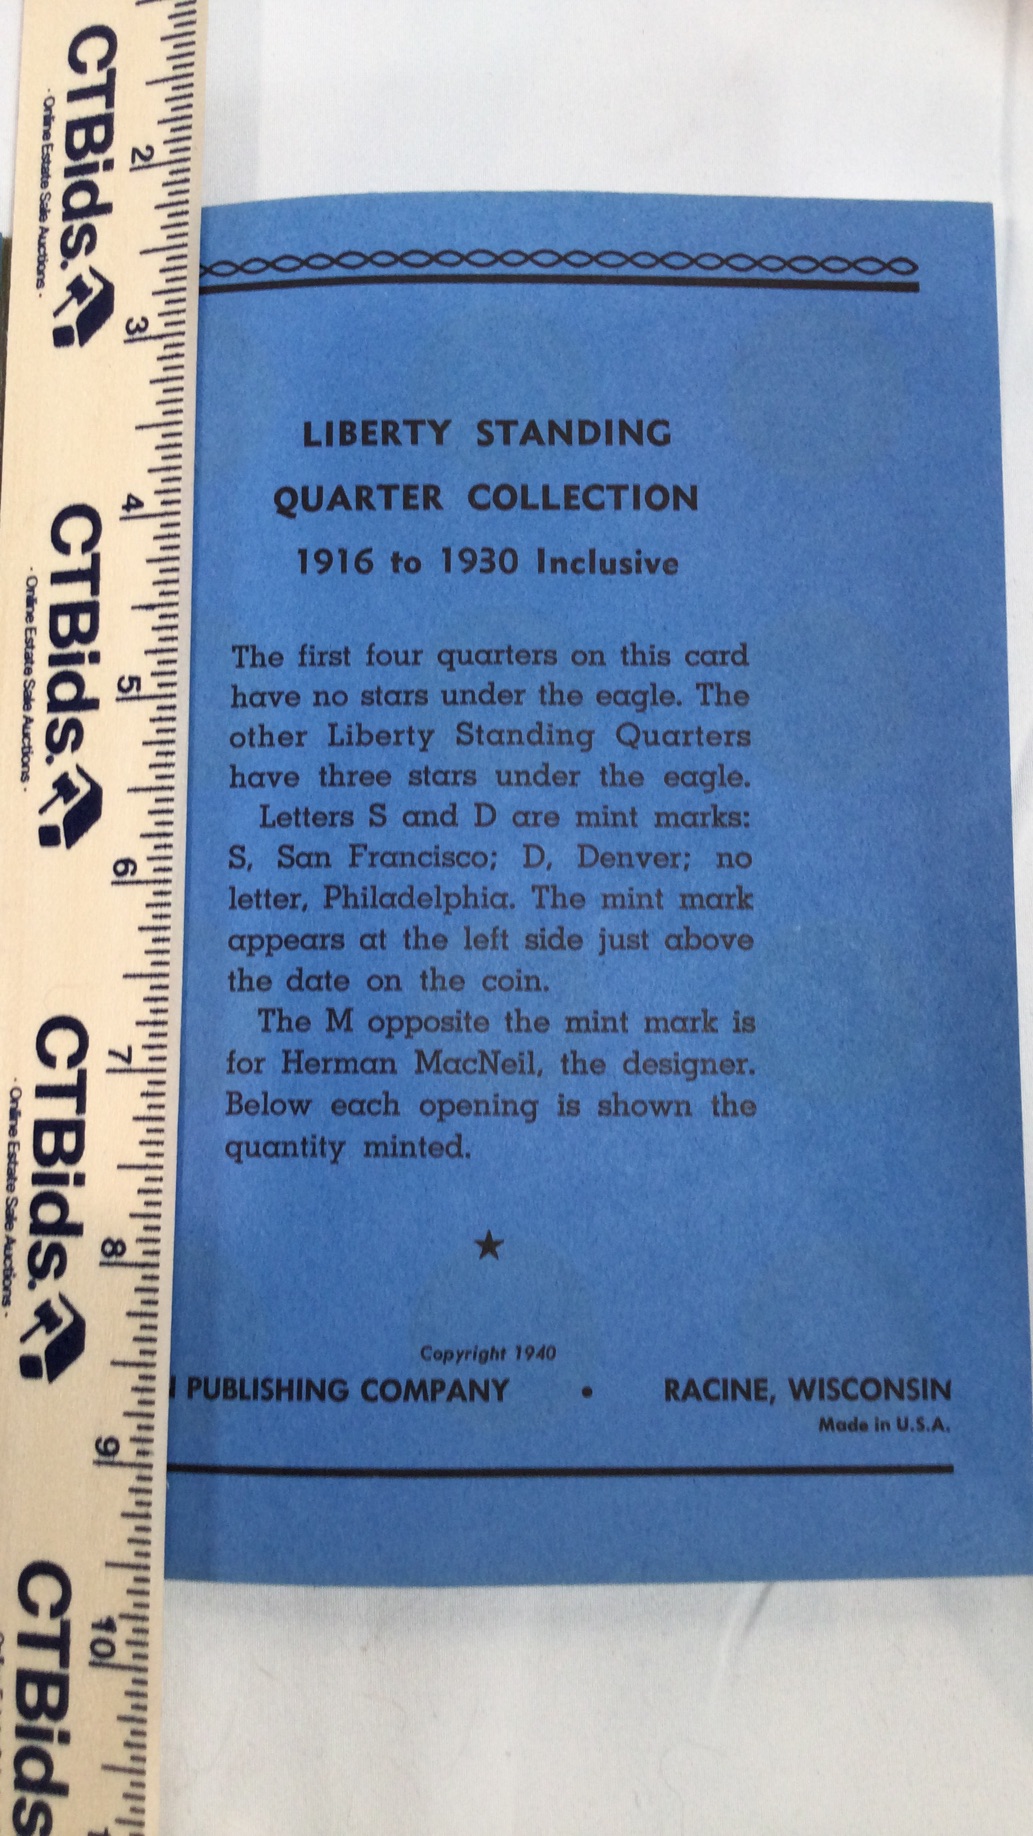 CTBids.
· Online Estate Sale Auctions ·
CTBids.
· Online Estate Sale Auctions ·
CTBids.
· Online Estate Sale Auctions ·
CTBids
2
3
4
5
6
7
8
9
10
LIBERTY STANDING
QUARTER COLLECTION
1916 to 1930 Inclusive
The first four quarters on this card
have no stars under the eagle. The
other Liberty Standing Quarters
have three stars under the eagle.
Letters S and D are mint marks:
S, San Francisco; D, Denver; no
letter, Philadelphia. The mint mark
appears at the left side just above
the date on the coin.
The M opposite the mint mark is
for Herman MacNeil, the designer.
Below each opening is shown the
quantity minted.
★
Copyright 1940
PUBLISHING COMPANY • RACINE, WISCONSIN
Made in U.S.A.